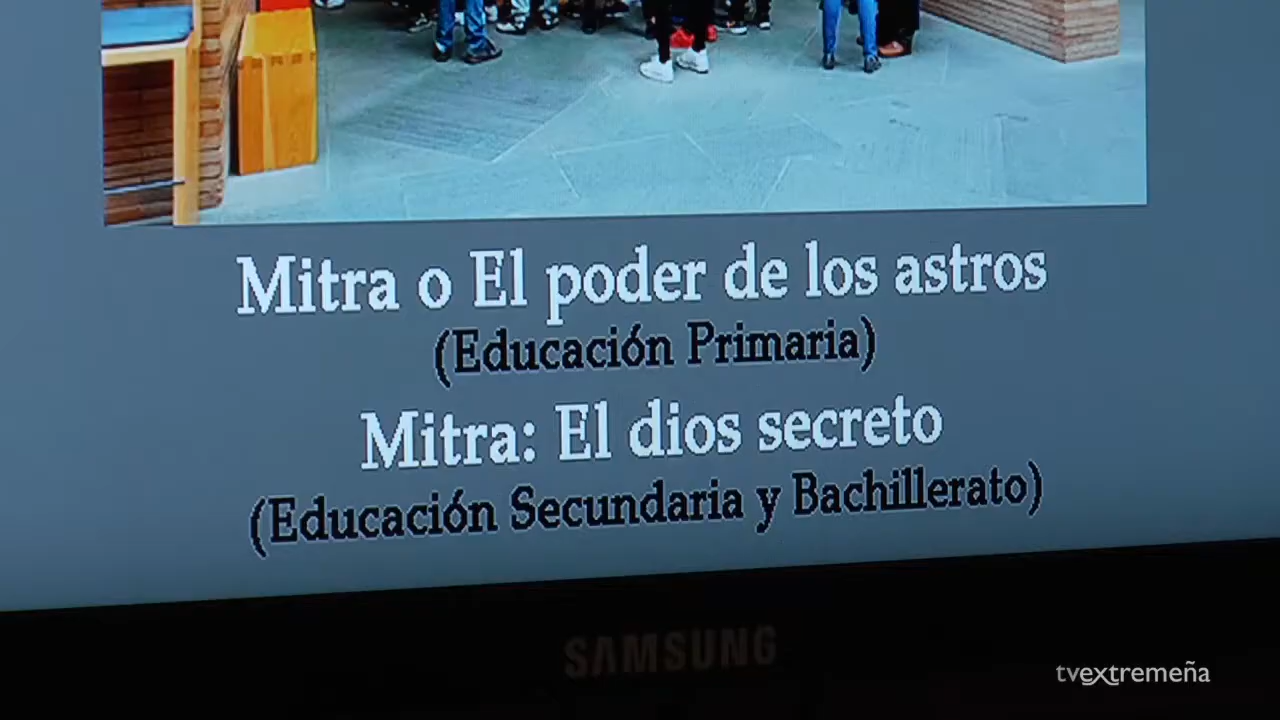 Mitra o El poder de los astros
(Educación Primaria)
Mitra: El dios secreto
(Educación Secundaria y Bachillerato)
SAMSUNG
tvextremeña